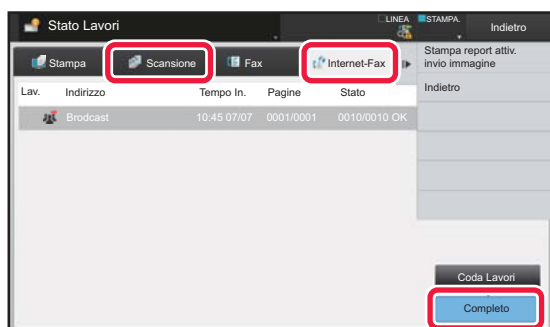 Stato Lavori
LINEA
STAMPA.
Indietro
Stampa
Scansione
Fax
Internet-Fax
Stampa report attiv.
invio immagine
Indietro
Lav. Indirizzo Tempo In. Pagine Stato
Brodcast 10:45 07/07 0001/0001 0010/0010 OK
Coda Lavori
Completo